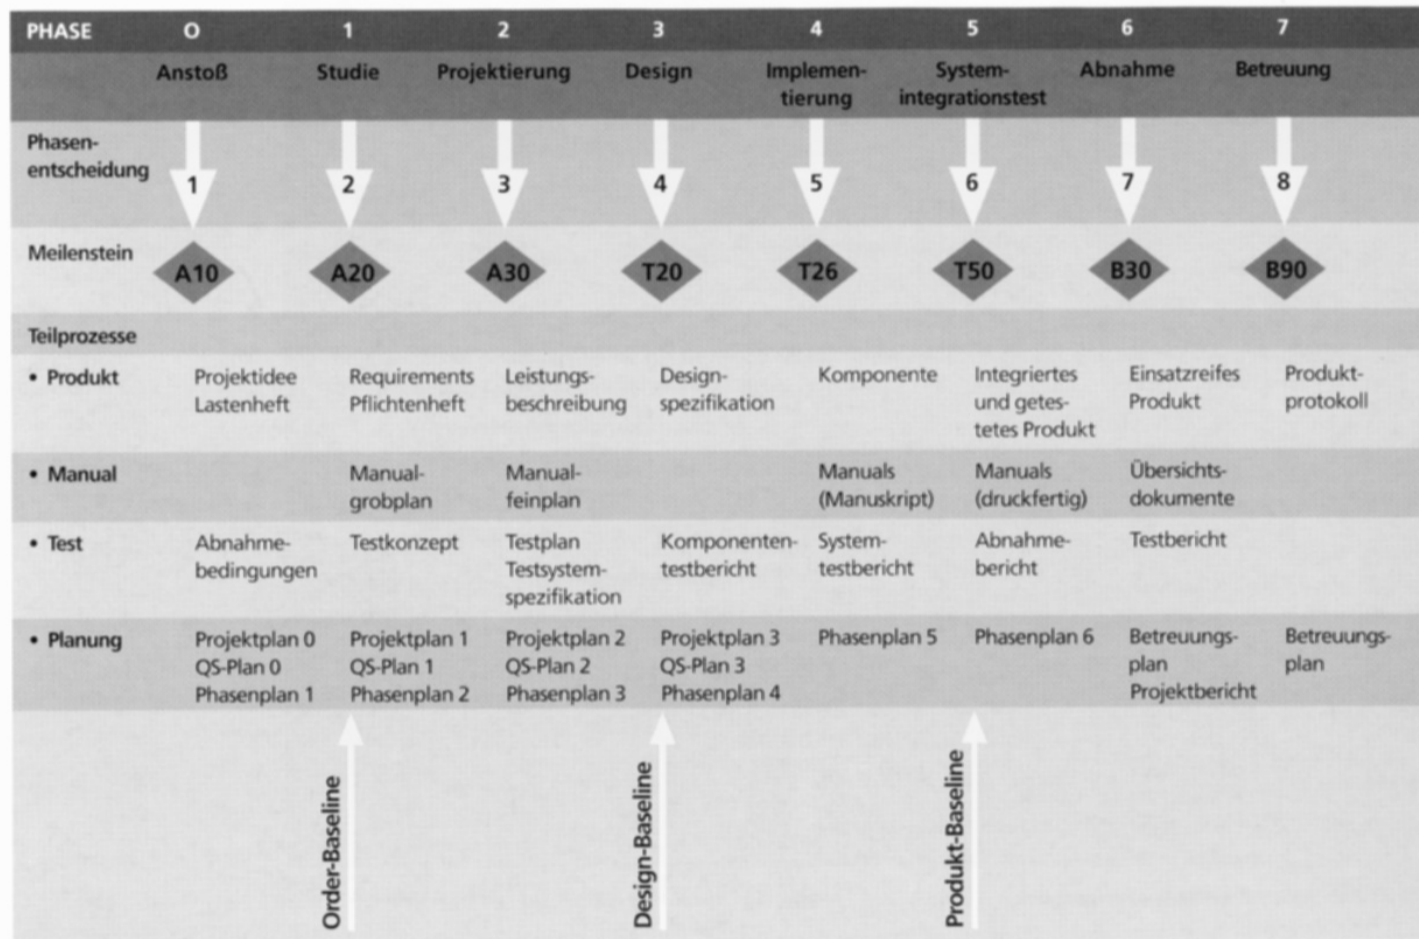 PHASE O 1 2 3 4 5 6 7
Anstoß Studie Projektierung Design Implemen- System- Abnahme Betreuung
tierung integrationstest
Phasen-
entscheidung
1 2 3 4 5 6 7 8
Meilenstein
A10 A20 A30 T20 T26 T50 B30 B90
Teilprozesse
• Produkt Projektidee Requirements Leistungs- Design- Komponente Integriertes Einsatzreifes Produkt-
Lastenheft Pflichtenheft beschreibung spezifikation und getes- Produkt protokoll
tetes Produkt
• Manual Manual- Manual- Manuals Manuals Übersichts-
grobplan feinplan (Manuskript) (druckfertig) dokumente
• Test Abnahme- Testkonzept Testplan Komponenten- System- Abnahme- Testbericht
bedingungen Testsystem- testbericht testbericht bericht
spezifikation
• Planung Projektplan 0 Projektplan 1 Projektplan 2 Projektplan 3 Phasenplan 5 Phasenplan 6 Betreuungs- Betreuungs-
QS-Plan 0 QS-Plan 1 QS-Plan 2 QS-Plan 3 plan plan
Phasenplan 1 Phasenplan 2 Phasenplan 3 Phasenplan 4 Projektbericht
Order-Baseline
Design-Baseline
Produkt-Baseline